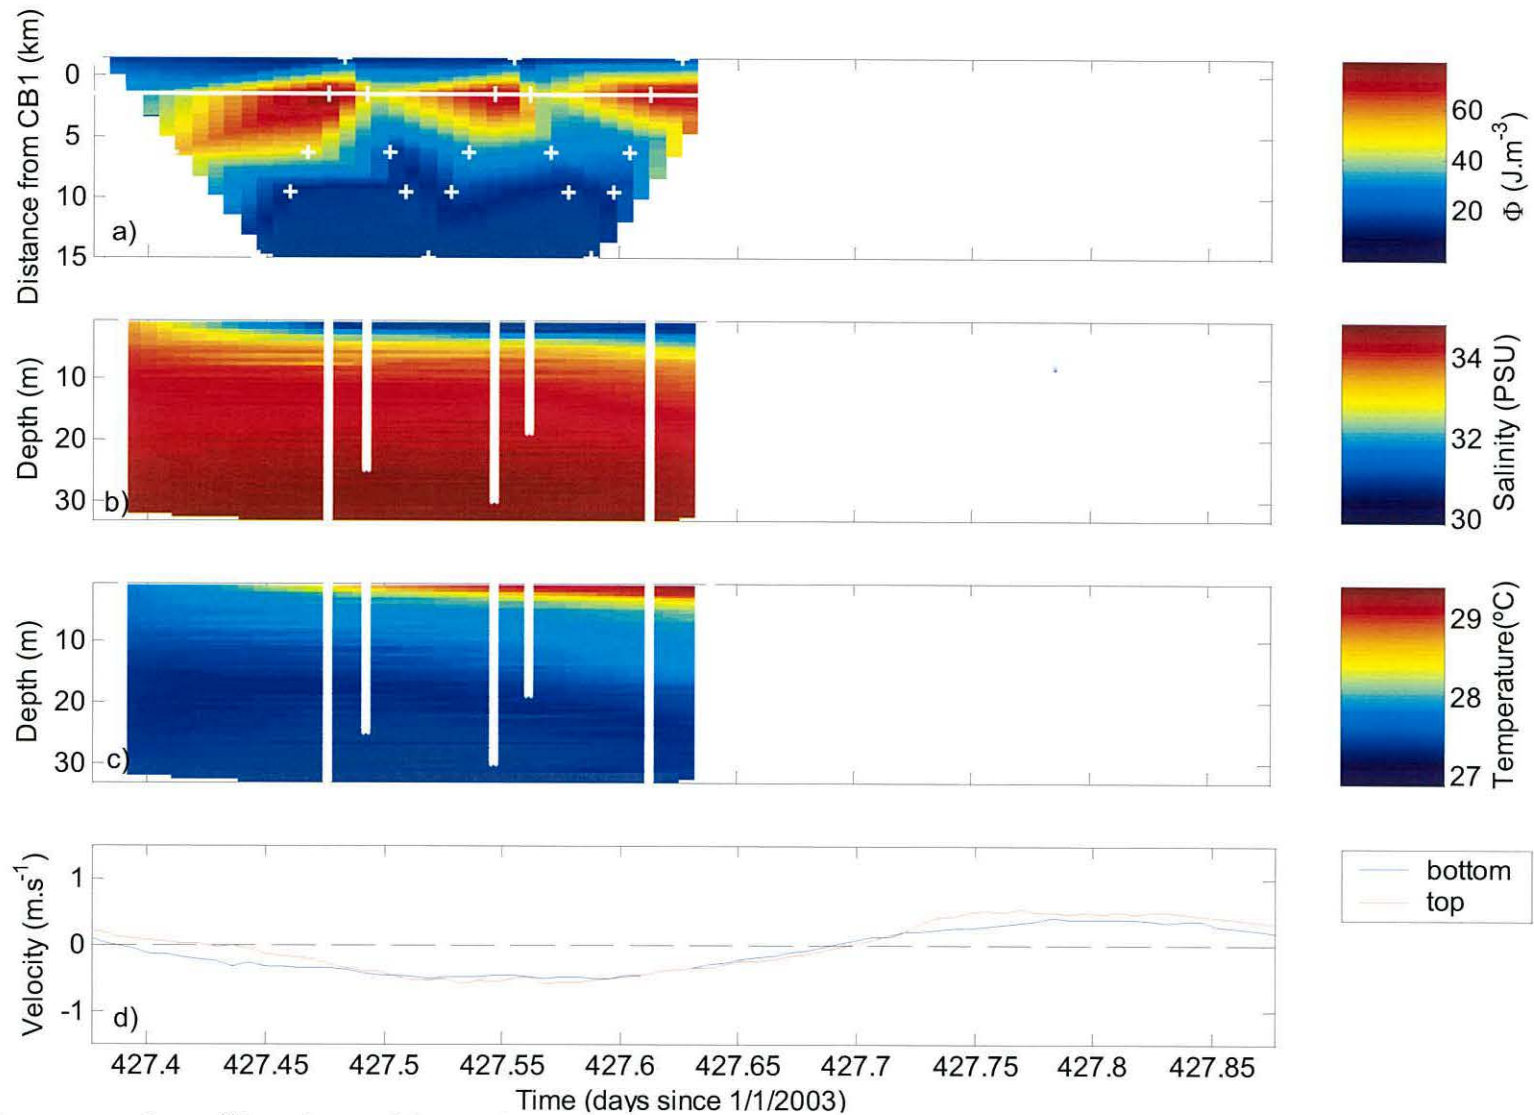 Distance from CB1 (km)
0
5
10
15
a)
60
40
20
Φ (J.m-3)
Depth (m)
10
20
30
b)
34
32
30
Salinity (PSU)
Depth (m)
10
20
30
c)
29
28
27
Temperature(ºC)
Velocity (m.s-1)
1
0
-1
d)
bottom
top
427.4 427.45 427.5 427.55 427.6 427.65 427.7 427.75 427.8 427.85
Time (days since 1/1/2003)